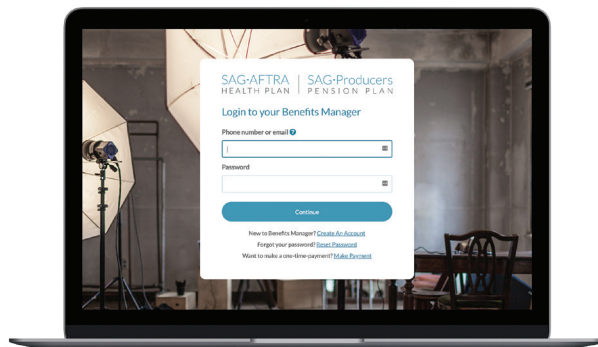 SAG·AFTRA | SAG·Producers
HEALTH PLAN | PENSION PLAN
Login to your Benefits Manager
Phone number or email ?
Password
Continue
New to Benefits Manager? Create An Account
Forgot your password? Reset Password
Want to make a one-time-payment? Make Payment